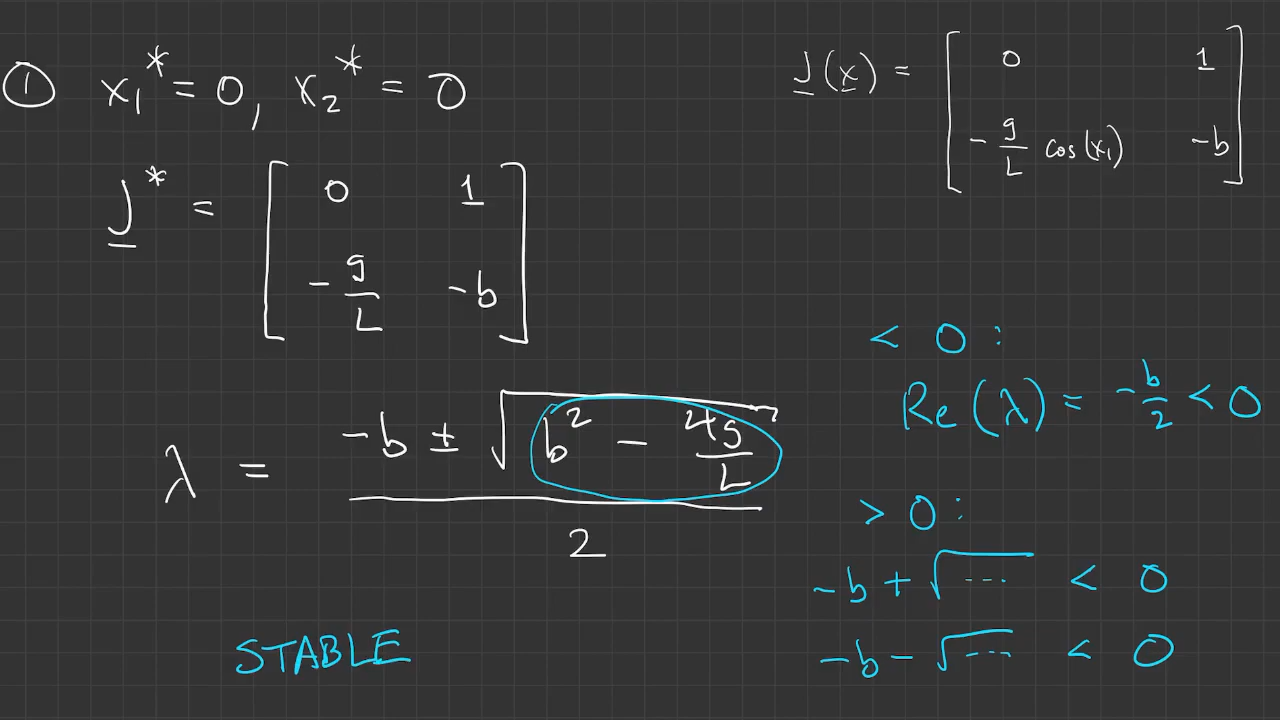 ① x₁* = 0, x₂* = 0
J* = [ 0 1
-g/L -b ]
λ = (-b ± √(b² - 4g/L)) / 2
STABLE
J(x) = [ 0 1
-g/L cos(x₁) -b ]
< 0 :
Re(λ) = -b/2 < 0
> 0 :
-b + √... < 0
-b - √... < 0